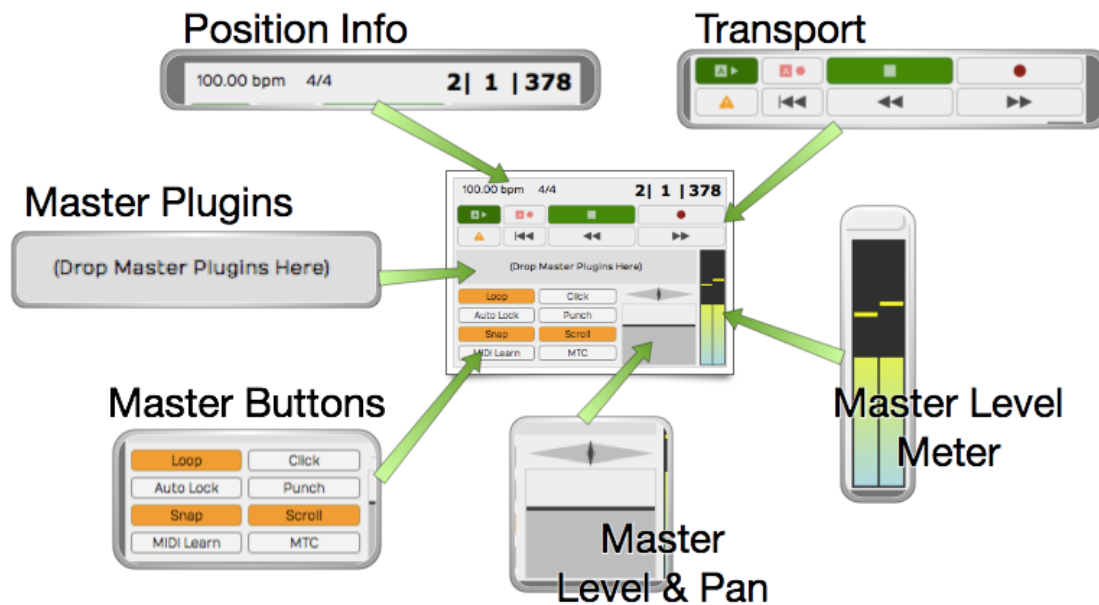 Position Info
100.00 bpm 4/4 2| 1 |378
Transport
A
A
Master Plugins
(Drop Master Plugins Here)
100.00 bpm 4/4 2| 1 |378
A
A
(Drop Master Plugins Here)
Loop Click
Auto Lock Punch
Snap Scroll
MIDI Learn MTC
Master Buttons
Loop Click
Auto Lock Punch
Snap Scroll
MIDI Learn MTC
Master
Level & Pan
Master Level
Meter